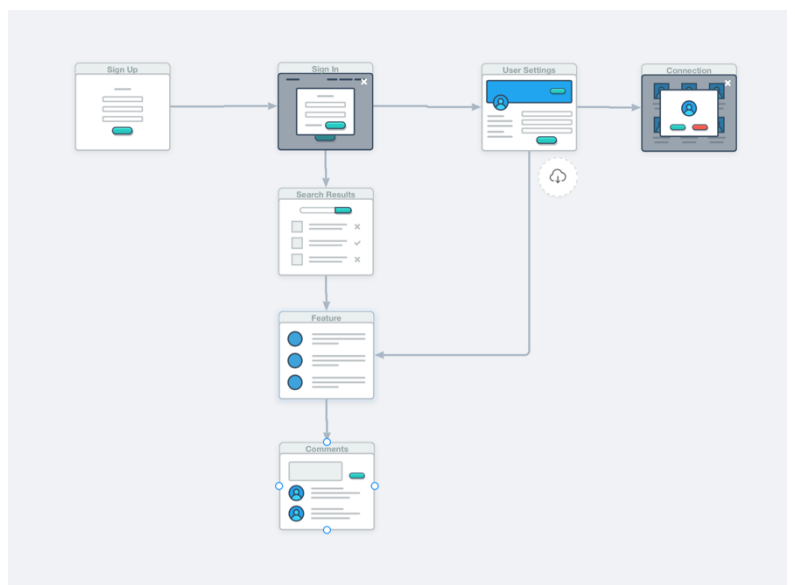 Sign Up
Sign In
User Settings
Connection
Search Results
Feature
Comments